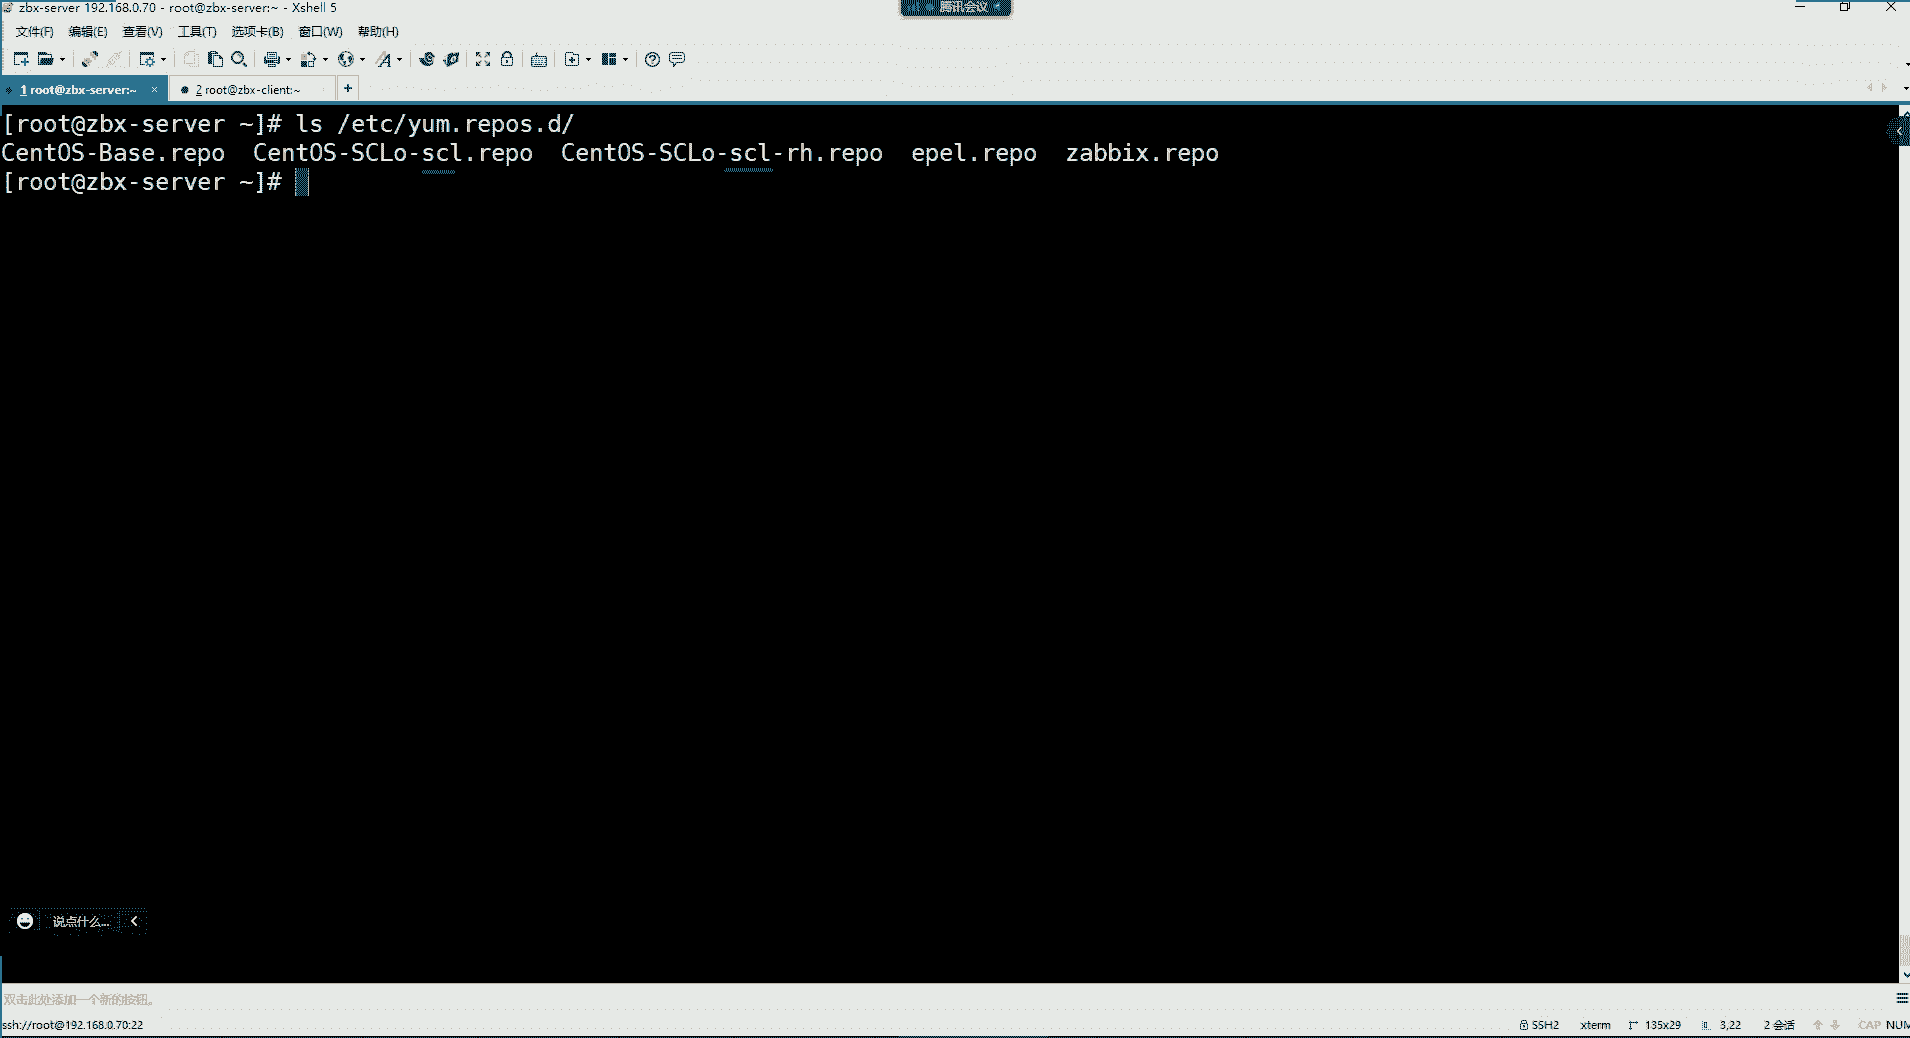 zbx-server 192.168.0.70 - root@zbx-server:~ - Xshell 5
腾讯会议
文件(F) 编辑(E) 查看(V) 工具(T) 选项卡(B) 窗口(W) 帮助(H)
1 root@zbx-server:~ × 2 root@zbx-client:~ +
[root@zbx-server ~]# ls /etc/yum.repos.d/
CentOS-Base.repo CentOS-SCLo-scl.repo CentOS-SCLo-scl-rh.repo epel.repo zabbix.repo
[root@zbx-server ~]#
说点什么...
双击此处添加一个新的按钮。
ssh://root@192.168.0.70:22 SSH2 xterm 135x29 3,22 2 会话 CAP NUM